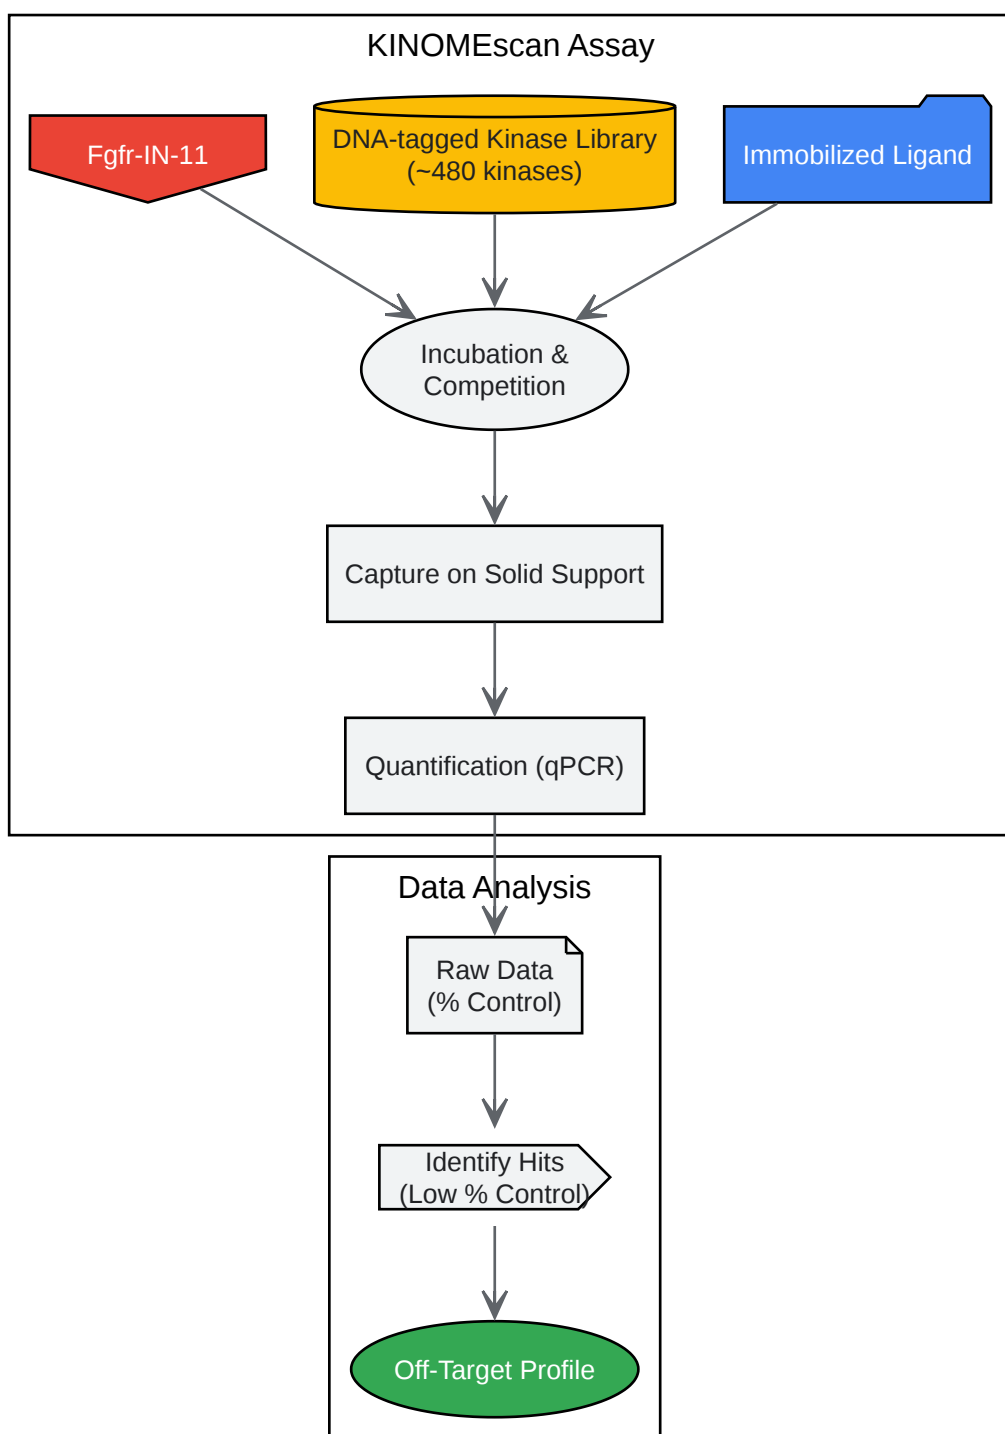 KINOMEscan Assay
Fgfr-IN-11
DNA-tagged Kinase Library
(~480 kinases)
Immobilized Ligand
Incubation &
Competition
Capture on Solid Support
Quantification (qPCR)
Data Analysis
Raw Data
(% Control)
Identify Hits
(Low % Control)
Off-Target Profile